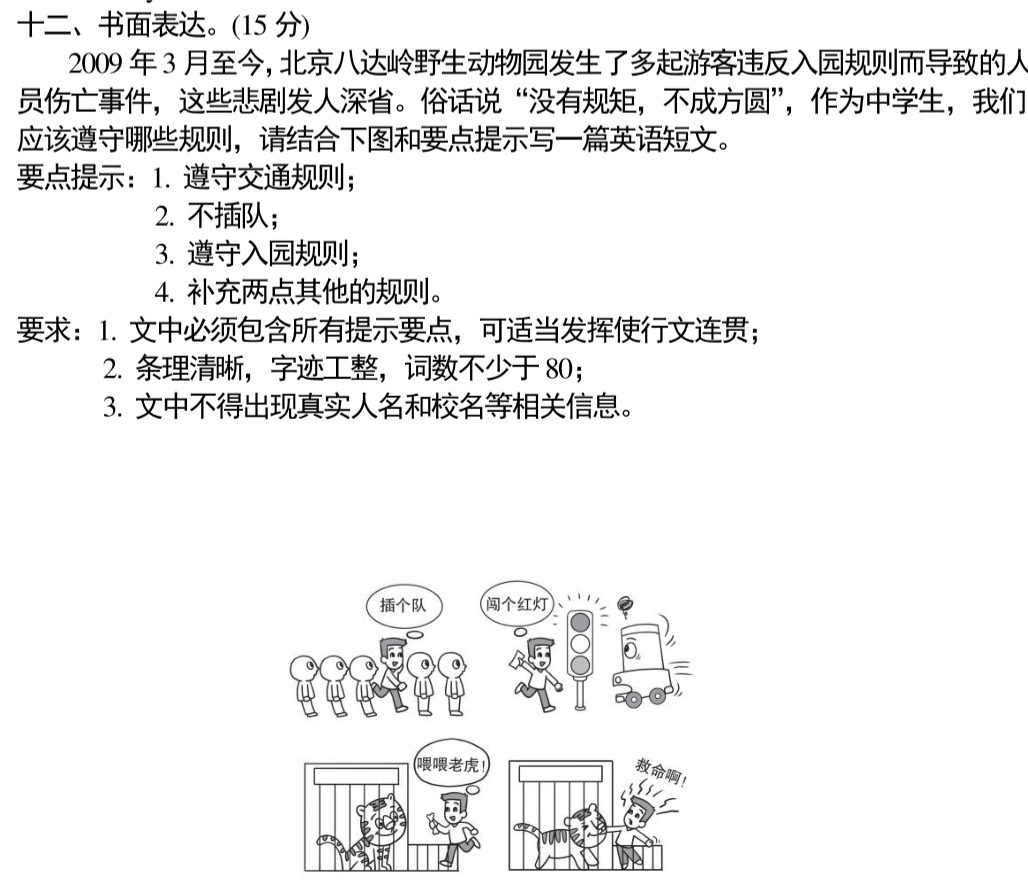 十二、书面表达。(15 分)
2009 年 3 月至今，北京八达岭野生动物园发生了多起游客违反入园规则而导致的人
员伤亡事件，这些悲剧发人深省。俗话说“没有规矩，不成方圆”，作为中学生，我们
应该遵守哪些规则，请结合下图和要点提示写一篇英语短文。
要点提示：1. 遵守交通规则；
2. 不插队；
3. 遵守入园规则；
4. 补充两点其他的规则。
要求：1. 文中必须包含所有提示要点，可适当发挥使行文连贯；
2. 条理清晰，字迹工整，词数不少于 80；
3. 文中不得出现真实人名和校名等相关信息。
插个队
闯个红灯
喂喂老虎！
救命啊！